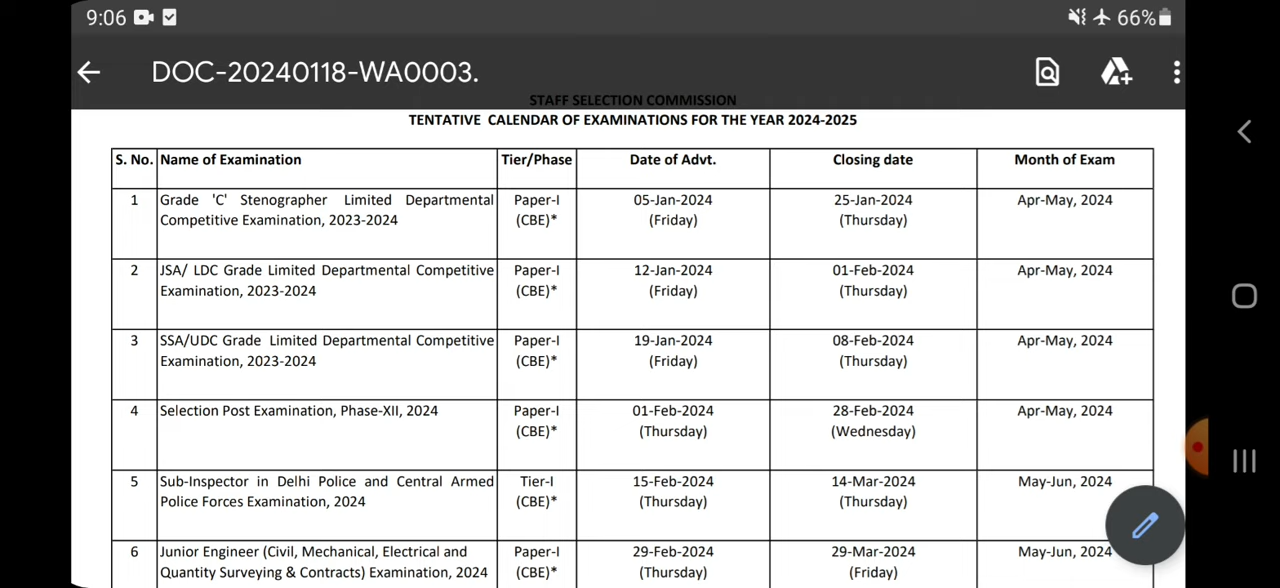 9:06
66%
DOC-20240118-WA0003.
STAFF SELECTION COMMISSION
TENTATIVE CALENDAR OF EXAMINATIONS FOR THE YEAR 2024-2025
S. No. Name of Examination Tier/Phase Date of Advt. Closing date Month of Exam
1 Grade 'C' Stenographer Limited Departmental Paper-I 05-Jan-2024 25-Jan-2024 Apr-May, 2024
Competitive Examination, 2023-2024 (CBE)* (Friday) (Thursday)
2 JSA/ LDC Grade Limited Departmental Competitive Paper-I 12-Jan-2024 01-Feb-2024 Apr-May, 2024
Examination, 2023-2024 (CBE)* (Friday) (Thursday)
3 SSA/UDC Grade Limited Departmental Competitive Paper-I 19-Jan-2024 08-Feb-2024 Apr-May, 2024
Examination, 2023-2024 (CBE)* (Friday) (Thursday)
4 Selection Post Examination, Phase-XII, 2024 Paper-I 01-Feb-2024 28-Feb-2024 Apr-May, 2024
(CBE)* (Thursday) (Wednesday)
5 Sub-Inspector in Delhi Police and Central Armed Tier-I 15-Feb-2024 14-Mar-2024 May-Jun, 2024
Police Forces Examination, 2024 (CBE)* (Thursday) (Thursday)
6 Junior Engineer (Civil, Mechanical, Electrical and Paper-I 29-Feb-2024 29-Mar-2024 May-Jun, 2024
Quantity Surveying & Contracts) Examination, 2024 (CBE)* (Thursday) (Friday)